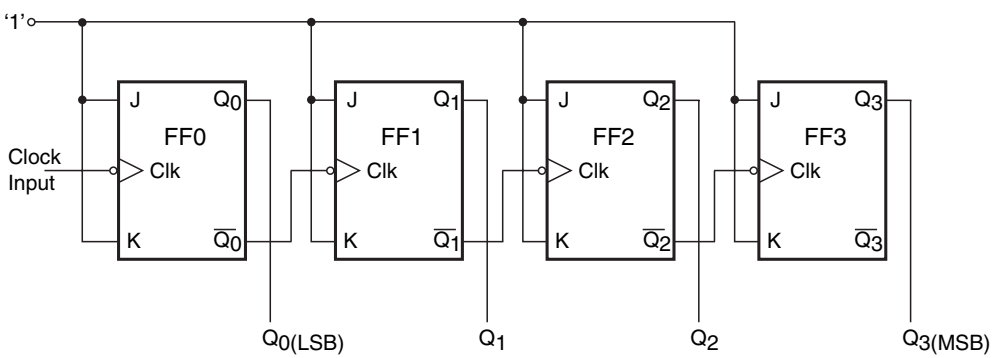 '1'
J Q0 J Q1 J Q2 J Q3
FF0 FF1 FF2 FF3
Clock
Input
Clk Clk Clk Clk
K Q̅0 K Q̅1 K Q̅2 K Q̅3
Q0(LSB) Q1 Q2 Q3(MSB)